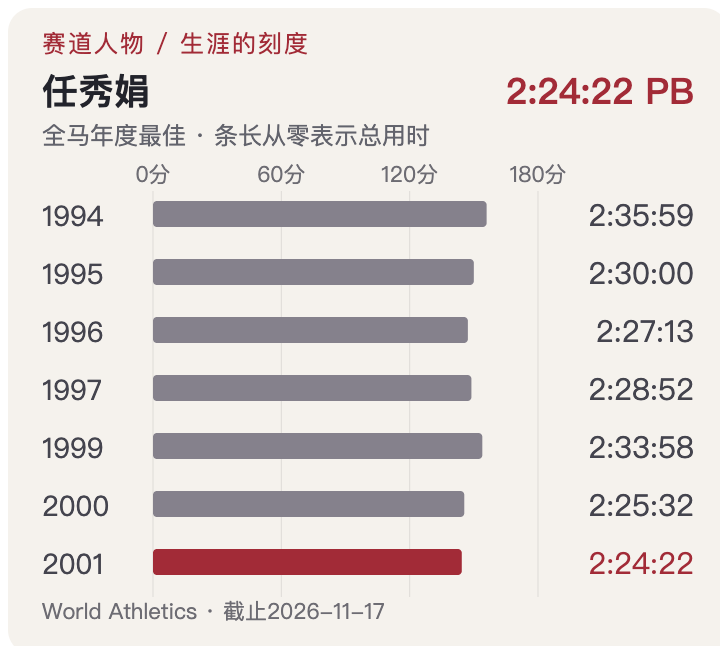 赛道人物 / 生涯的刻度
任秀娟 2:24:22 PB
全马年度最佳 · 条长从零表示总用时
0分 60分 120分 180分
1994 2:35:59
1995 2:30:00
1996 2:27:13
1997 2:28:52
1999 2:33:58
2000 2:25:32
2001 2:24:22
World Athletics · 截止2026–11–17